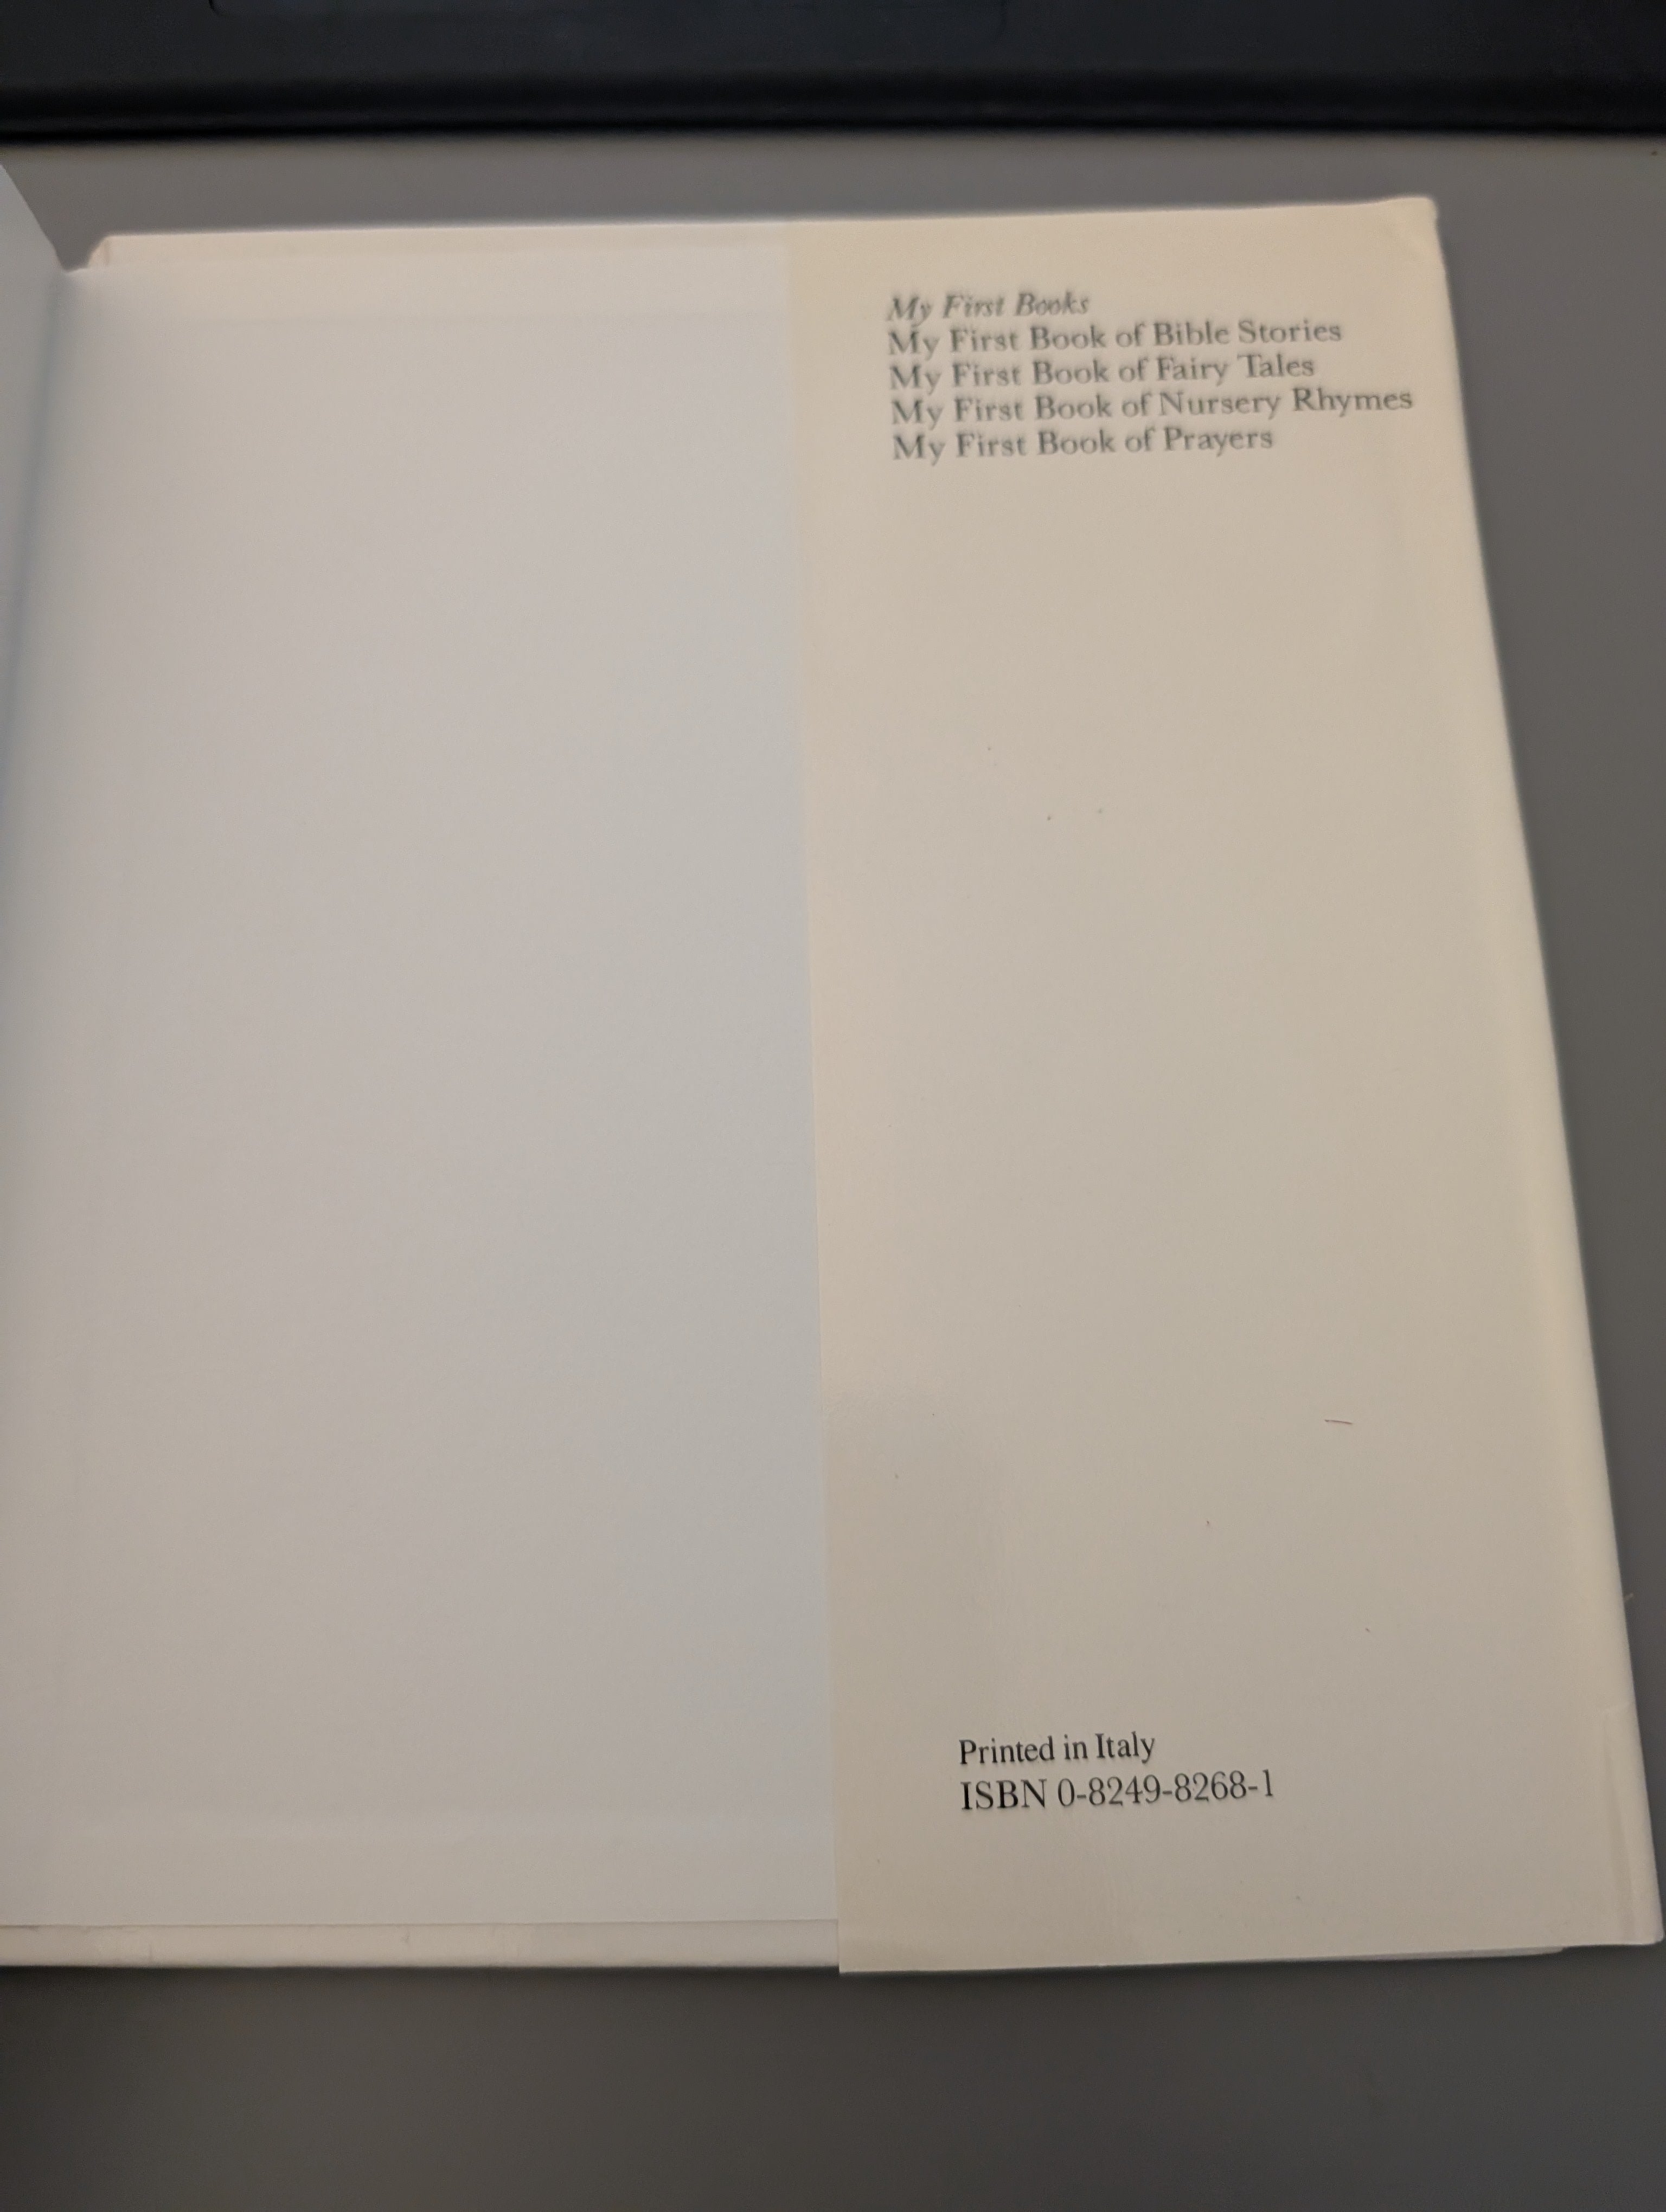 My First Books
My First Book of Bible Stories
My First Book of Fairy Tales
My First Book of Nursery Rhymes
My First Book of Prayers
Printed in Italy
ISBN 0-8249-8268-1